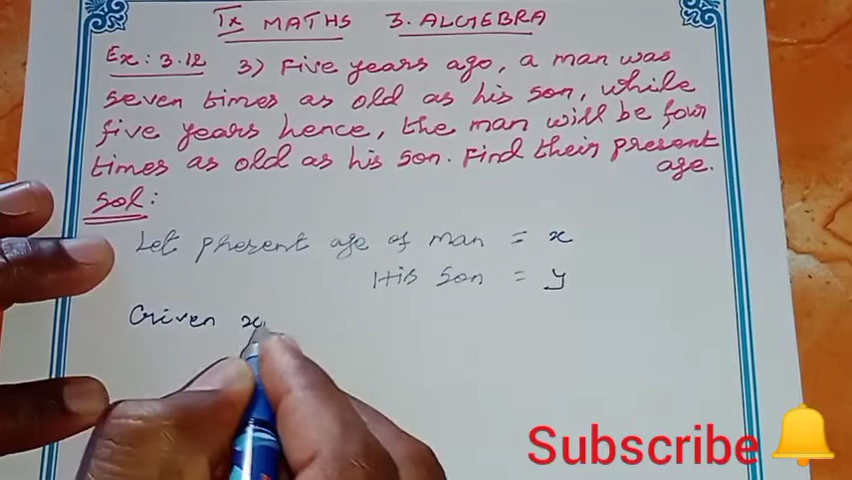 IX MATHS 3. ALGEBRA
Ex: 3.12 3) Five years ago, a man was
seven times as old as his son, while
five years hence, the man will be four
times as old as his son. Find their present
age.
Sol:
Let present age of man = x
His son = y
Given x
Subscribe